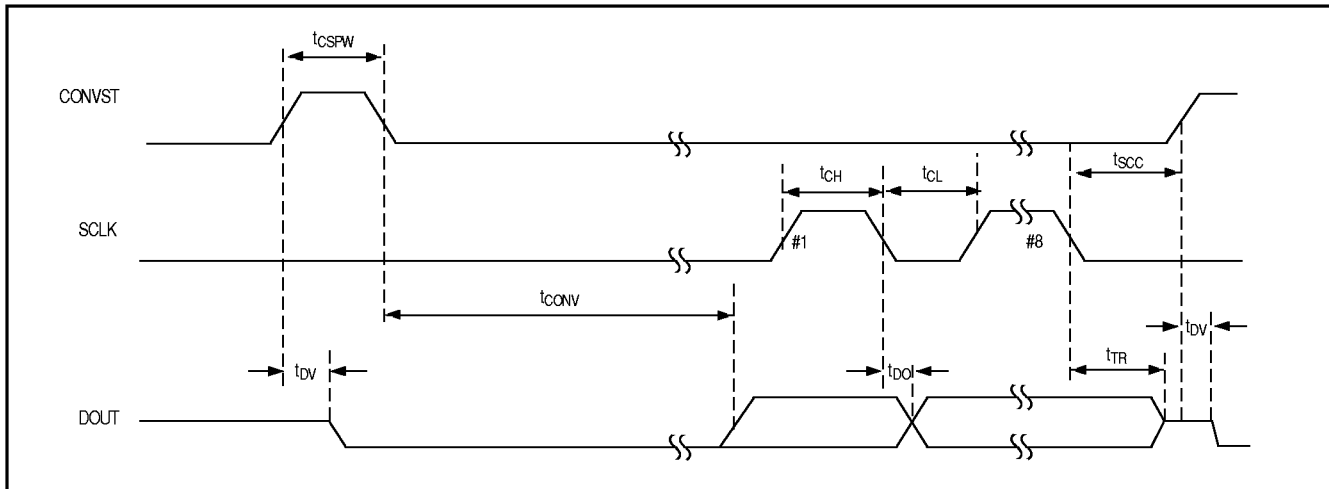 tCSPW
CONVST
tSCC
tCH
tCL
SCLK
#1
#8
tCONV
tDV
tTR
tDV
tDO
DOUT